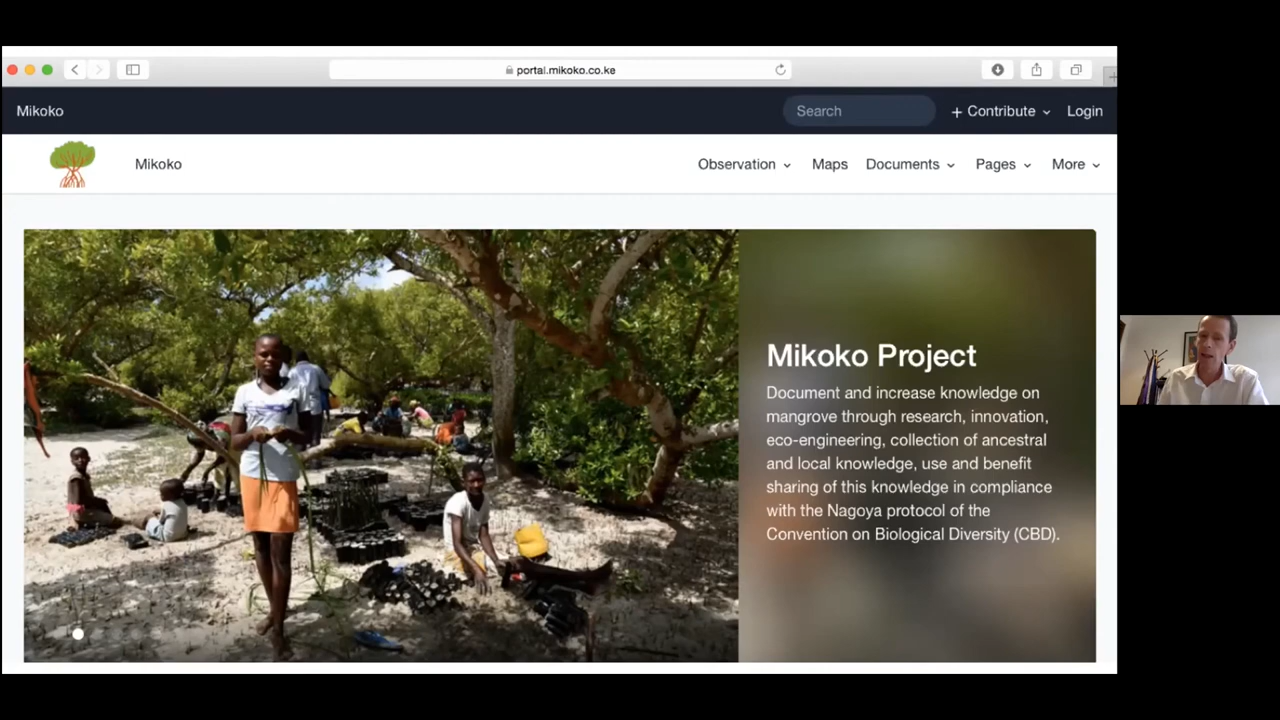 portal.mikoko.co.ke
Mikoko
Search
+ Contribute
Login
Mikoko
Observation
Maps
Documents
Pages
More
Mikoko Project
Document and increase knowledge on
mangrove through research, innovation,
eco-engineering, collection of ancestral
and local knowledge, use and benefit
sharing of this knowledge in compliance
with the Nagoya protocol of the
Convention on Biological Diversity (CBD).